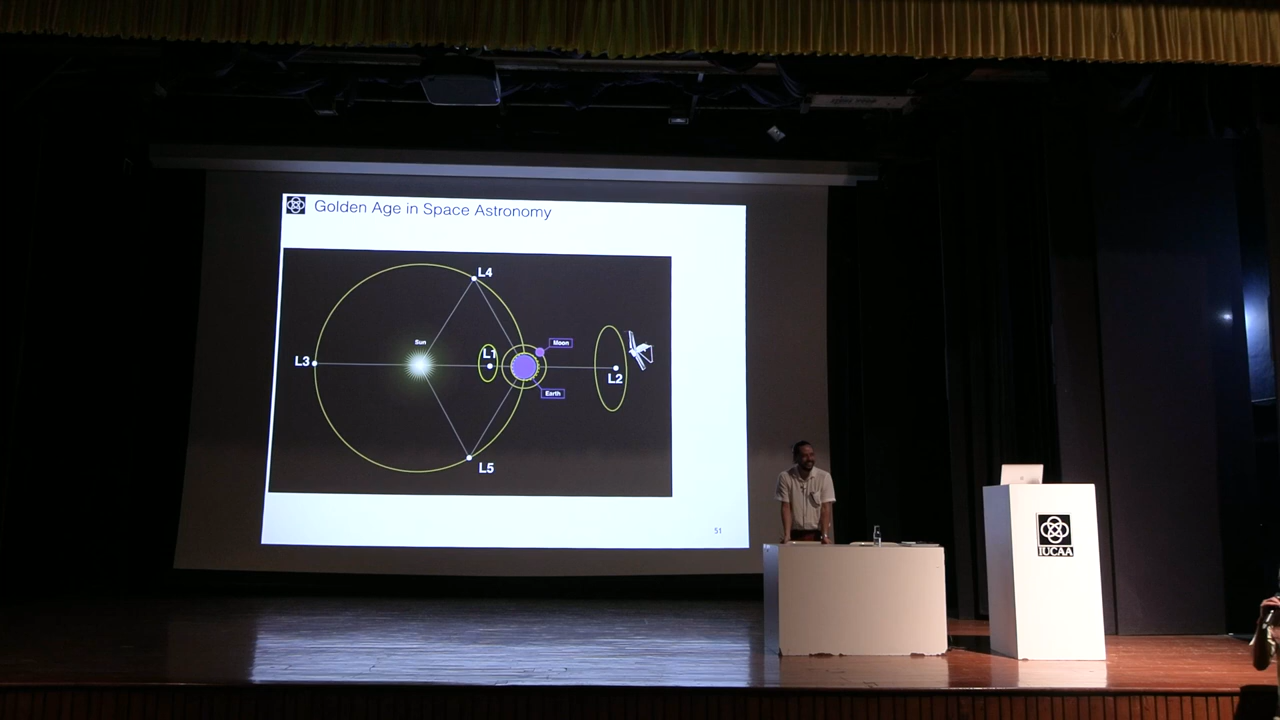 Golden Age in Space Astronomy
L4
Sun
Moon
L1
L3
L2
Earth
L5
51
IUCAA